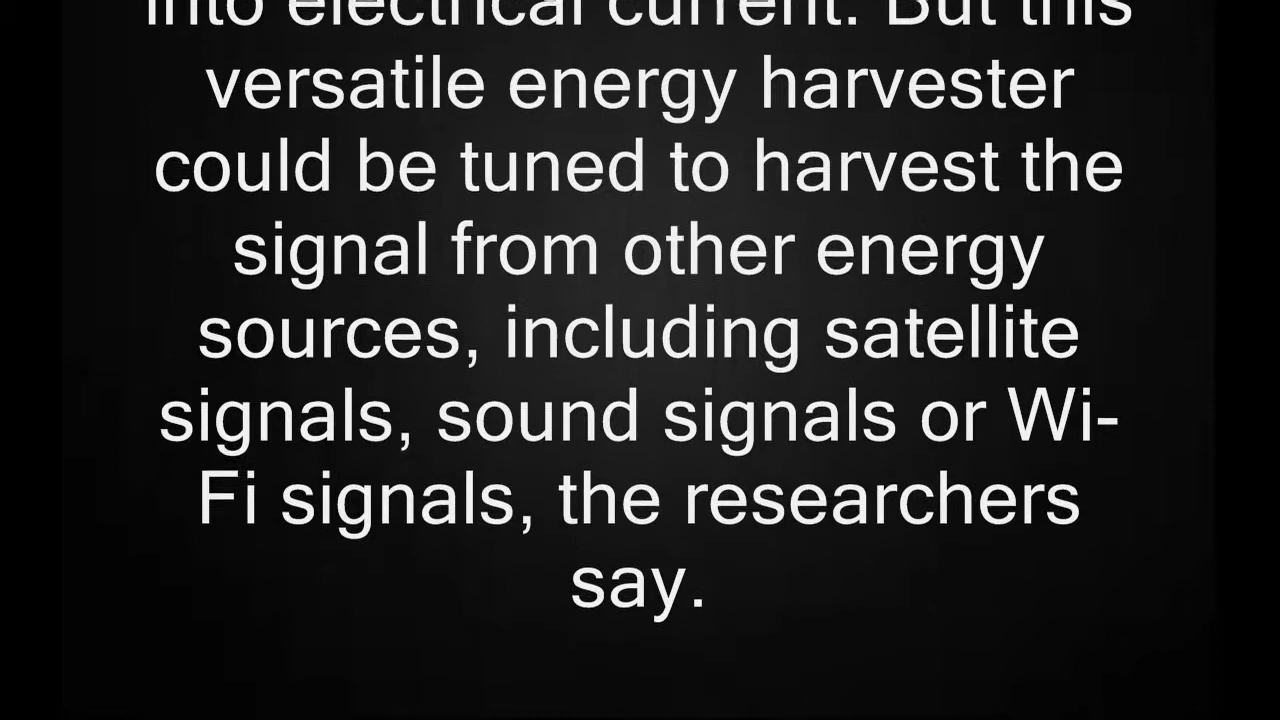 into electrical current. But this
versatile energy harvester
could be tuned to harvest the
signal from other energy
sources, including satellite
signals, sound signals or Wi-
Fi signals, the researchers
say.